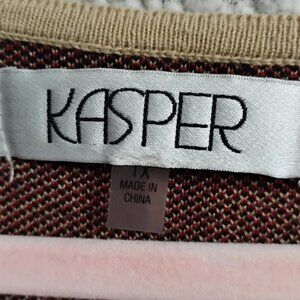 KASPER
1X
MADE IN
CHINA